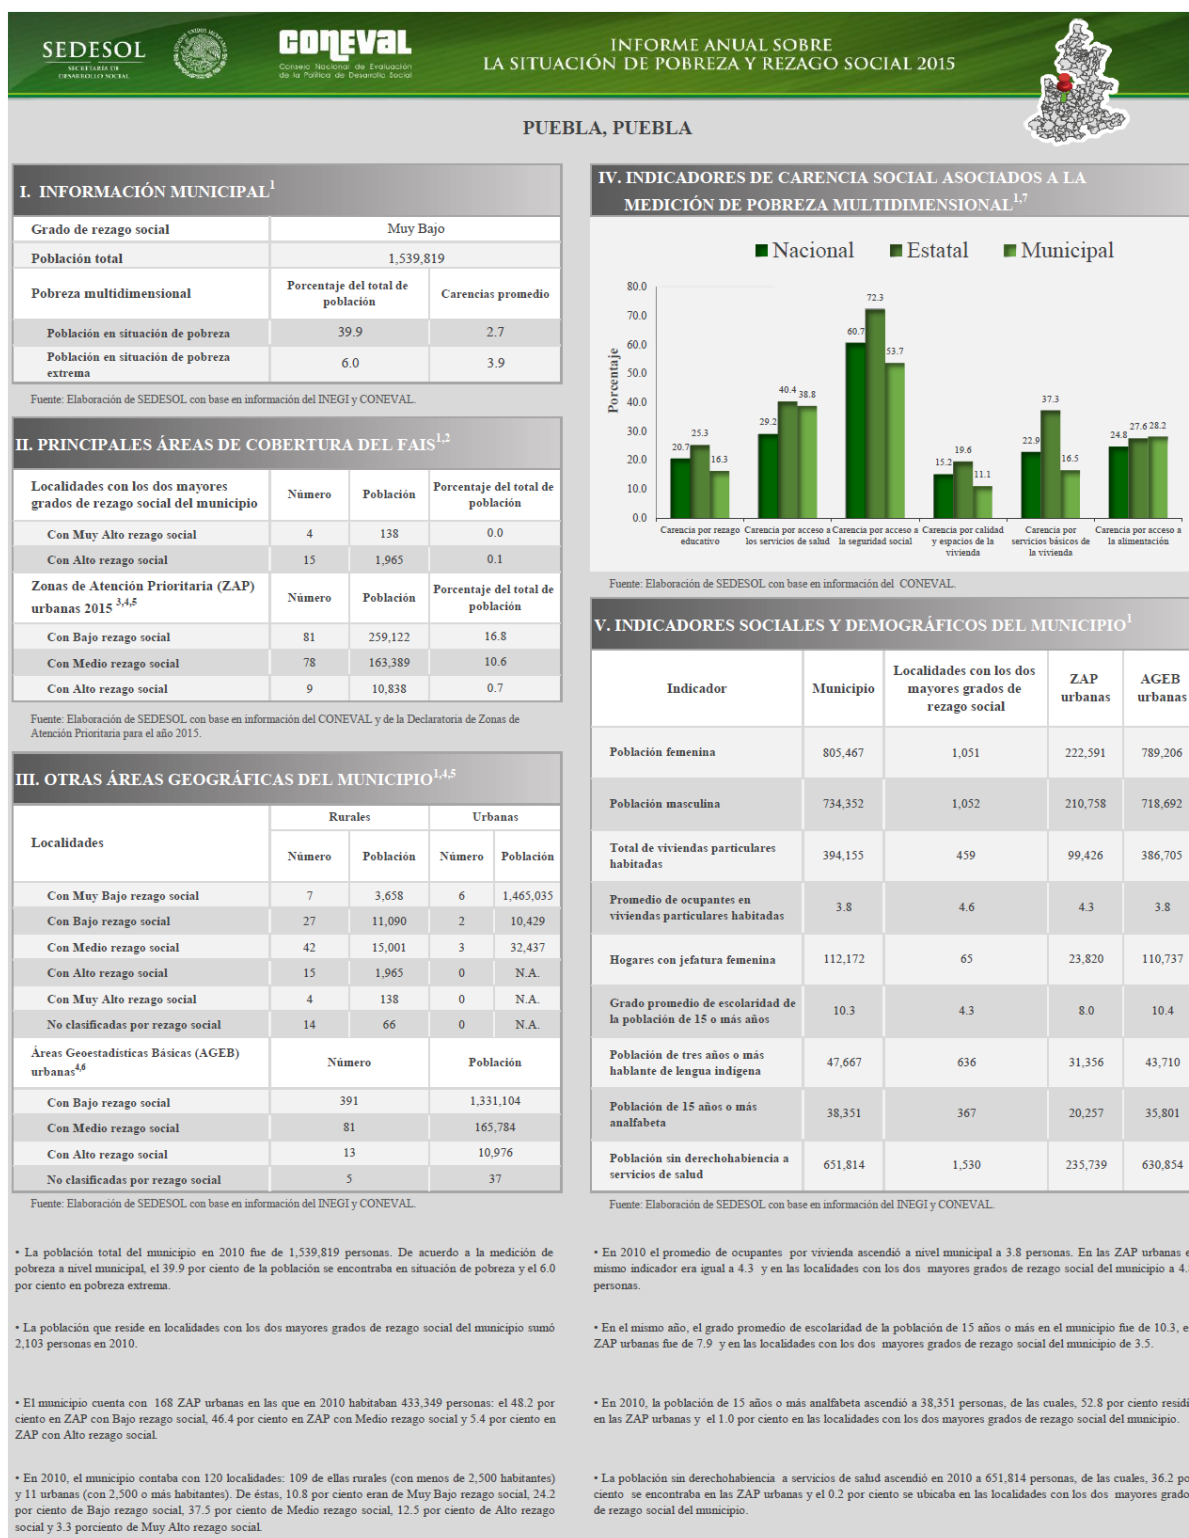 SEDESOL
SECRETARÍA DE
DESARROLLO SOCIAL
ESTADOS UNIDOS MEXICANOS
CONEVAL
Consejo Nacional de Evaluación
de la Política de Desarrollo Social
INFORME ANUAL SOBRE
LA SITUACIÓN DE POBREZA Y REZAGO SOCIAL 2015
PUEBLA, PUEBLA
I. INFORMACIÓN MUNICIPAL1
Grado de rezago social Muy Bajo
Población total 1,539,819
Pobreza multidimensional Porcentaje del total de población Carencias promedio
Población en situación de pobreza 39.9 2.7
Población en situación de pobreza extrema 6.0 3.9
Fuente: Elaboración de SEDESOL con base en información del INEGI y CONEVAL.
II. PRINCIPALES ÁREAS DE COBERTURA DEL FAIS1,2
Localidades con los dos mayores grados de rezago social del municipio Número Población Porcentaje del total de población
Con Muy Alto rezago social 4 138 0.0
Con Alto rezago social 15 1,965 0.1
Zonas de Atención Prioritaria (ZAP) urbanas 2015 3,4,5 Número Población Porcentaje del total de población
Con Bajo rezago social 81 259,122 16.8
Con Medio rezago social 78 163,389 10.6
Con Alto rezago social 9 10,838 0.7
Fuente: Elaboración de SEDESOL con base en información del CONEVAL y de la Declaratoria de Zonas de
Atención Prioritaria para el año 2015.
III. OTRAS ÁREAS GEOGRÁFICAS DEL MUNICIPIO1,4,5
Localidades Rurales Urbanas
Número Población Número Población
Con Muy Bajo rezago social 7 3,658 6 1,465,035
Con Bajo rezago social 27 11,090 2 10,429
Con Medio rezago social 42 15,001 3 32,437
Con Alto rezago social 15 1,965 0 N.A.
Con Muy Alto rezago social 4 138 0 N.A.
No clasificadas por rezago social 14 66 0 N.A.
Áreas Geoestadísticas Básicas (AGEB) urbanas4,6 Número Población
Con Bajo rezago social 391 1,331,104
Con Medio rezago social 81 165,784
Con Alto rezago social 13 10,976
No clasificadas por rezago social 5 37
Fuente: Elaboración de SEDESOL con base en información del INEGI y CONEVAL.
IV. INDICADORES DE CARENCIA SOCIAL ASOCIADOS A LA
MEDICIÓN DE POBREZA MULTIDIMENSIONAL1,7
Nacional Estatal Municipal
Porcentaje
80.0
70.0
60.0
50.0
40.0
30.0
20.0
10.0
0.0
20.7 25.3 16.3
29.2 40.4 38.8
60.7 72.3 53.7
15.2 19.6 11.1
22.9 37.3 16.5
24.8 27.6 28.2
Carencia por rezago educativo
Carencia por acceso a los servicios de salud
Carencia por acceso a la seguridad social
Carencia por calidad y espacios de la vivienda
Carencia por servicios básicos de la vivienda
Carencia por acceso a la alimentación
Fuente: Elaboración de SEDESOL con base en información del CONEVAL.
V. INDICADORES SOCIALES Y DEMOGRÁFICOS DEL MUNICIPIO1
Indicador Municipio Localidades con los dos mayores grados de rezago social ZAP urbanas AGEB urbanas
Población femenina 805,467 1,051 222,591 789,206
Población masculina 734,352 1,052 210,758 718,692
Total de viviendas particulares habitadas 394,155 459 99,426 386,705
Promedio de ocupantes en viviendas particulares habitadas 3.8 4.6 4.3 3.8
Hogares con jefatura femenina 112,172 65 23,820 110,737
Grado promedio de escolaridad de la población de 15 o más años 10.3 4.3 8.0 10.4
Población de tres años o más hablante de lengua indígena 47,667 636 31,356 43,710
Población de 15 años o más analfabeta 38,351 367 20,257 35,801
Población sin derechohabiencia a servicios de salud 651,814 1,530 235,739 630,854
Fuente: Elaboración de SEDESOL con base en información del INEGI y CONEVAL.
• La población total del municipio en 2010 fue de 1,539,819 personas. De acuerdo a la medición de
pobreza a nivel municipal, el 39.9 por ciento de la población se encontraba en situación de pobreza y el 6.0
por ciento en pobreza extrema.
• La población que reside en localidades con los dos mayores grados de rezago social del municipio sumó
2,103 personas en 2010.
• El municipio cuenta con 168 ZAP urbanas en las que en 2010 habitaban 433,349 personas: el 48.2 por
ciento en ZAP con Bajo rezago social, 46.4 por ciento en ZAP con Medio rezago social y 5.4 por ciento en
ZAP con Alto rezago social.
• En 2010, el municipio contaba con 120 localidades: 109 de ellas rurales (con menos de 2,500 habitantes)
y 11 urbanas (con 2,500 o más habitantes). De éstas, 10.8 por ciento eran de Muy Bajo rezago social, 24.2
por ciento de Bajo rezago social, 37.5 por ciento de Medio rezago social, 12.5 por ciento de Alto rezago
social y 3.3 porciento de Muy Alto rezago social.
• En 2010 el promedio de ocupantes por vivienda ascendió a nivel municipal a 3.8 personas. En las ZAP urbanas e
mismo indicador era igual a 4.3 y en las localidades con los dos mayores grados de rezago social del municipio a 4.
personas.
• En el mismo año, el grado promedio de escolaridad de la población de 15 años o más en el municipio fue de 10.3, e
ZAP urbanas fue de 7.9 y en las localidades con los dos mayores grados de rezago social del municipio de 3.5.
• En 2010, la población de 15 años o más analfabeta ascendió a 38,351 personas, de las cuales, 52.8 por ciento residí
en las ZAP urbanas y el 1.0 por ciento en las localidades con los dos mayores grados de rezago social del municipio.
• La población sin derechohabiencia a servicios de salud ascendió en 2010 a 651,814 personas, de las cuales, 36.2 po
ciento se encontraba en las ZAP urbanas y el 0.2 por ciento se ubicaba en las localidades con los dos mayores grado
de rezago social del municipio.